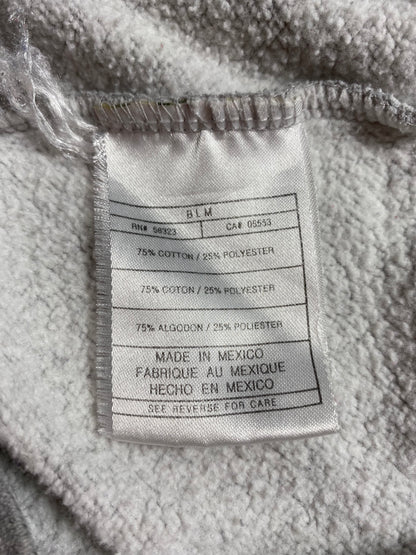 BLM
RN# 56323 CA# 05553
75% COTTON / 25% POLYESTER
75% COTON / 25% POLYESTER
75% ALGODON / 25% POLIESTER
MADE IN MEXICO
FABRIQUE AU MEXIQUE
HECHO EN MEXICO
SEE REVERSE FOR CARE